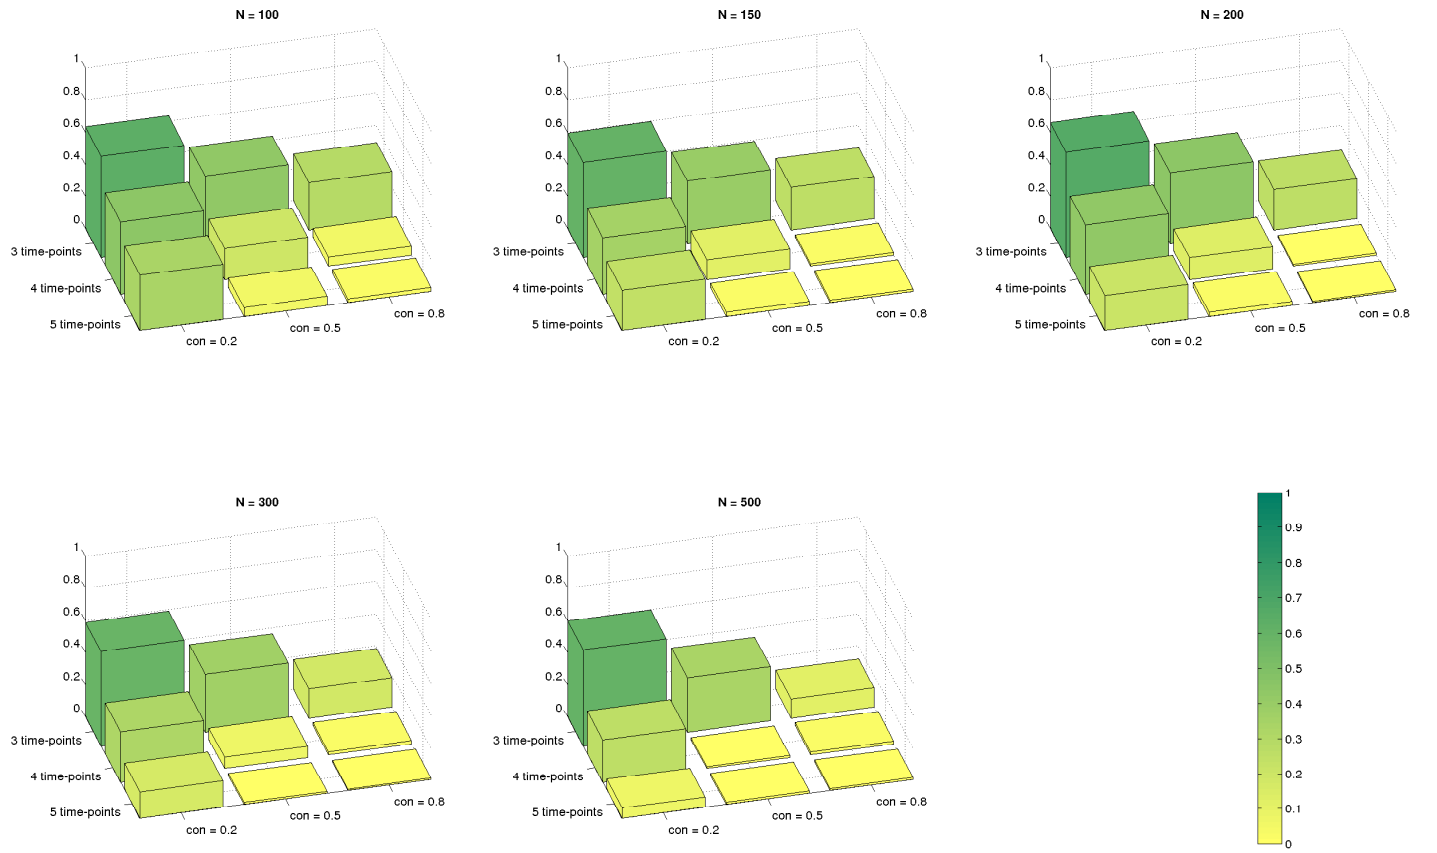 N = 100
1
0.8
0.6
0.4
0.2
0
3 time-points
4 time-points
5 time-points
con = 0.2
con = 0.5
con = 0.8
N = 150
1
0.8
0.6
0.4
0.2
0
3 time-points
4 time-points
5 time-points
con = 0.2
con = 0.5
con = 0.8
N = 200
1
0.8
0.6
0.4
0.2
0
3 time-points
4 time-points
5 time-points
con = 0.2
con = 0.5
con = 0.8
N = 300
1
0.8
0.6
0.4
0.2
0
3 time-points
4 time-points
5 time-points
con = 0.2
con = 0.5
con = 0.8
N = 500
1
0.8
0.6
0.4
0.2
0
3 time-points
4 time-points
5 time-points
con = 0.2
con = 0.5
con = 0.8
1
0.9
0.8
0.7
0.6
0.5
0.4
0.3
0.2
0.1
0